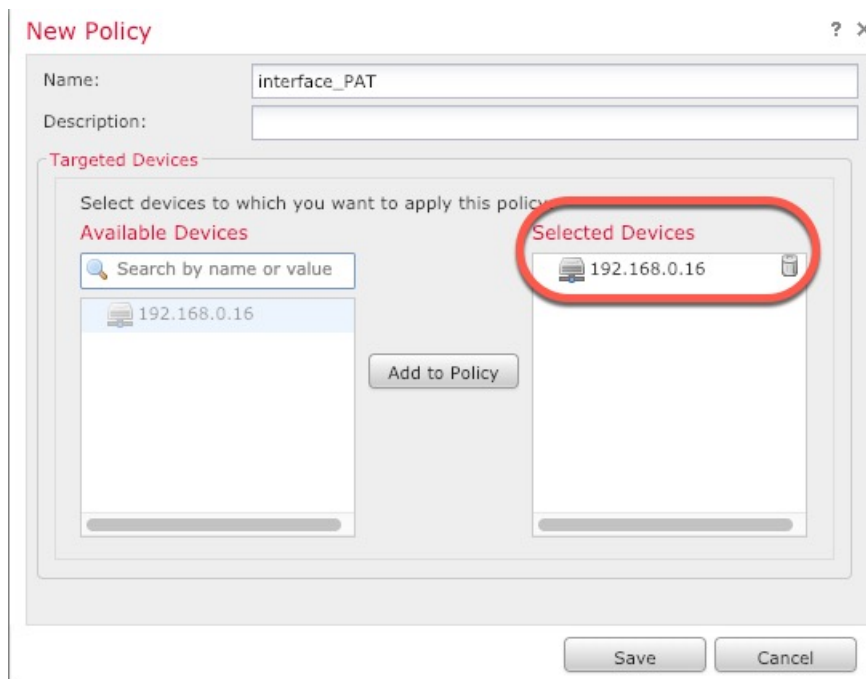 New Policy
?
Name:
interface_PAT
Description:
Targeted Devices
Select devices to which you want to apply this policy
Available Devices
Selected Devices
Search by name or value
192.168.0.16
192.168.0.16
Add to Policy
Save
Cancel